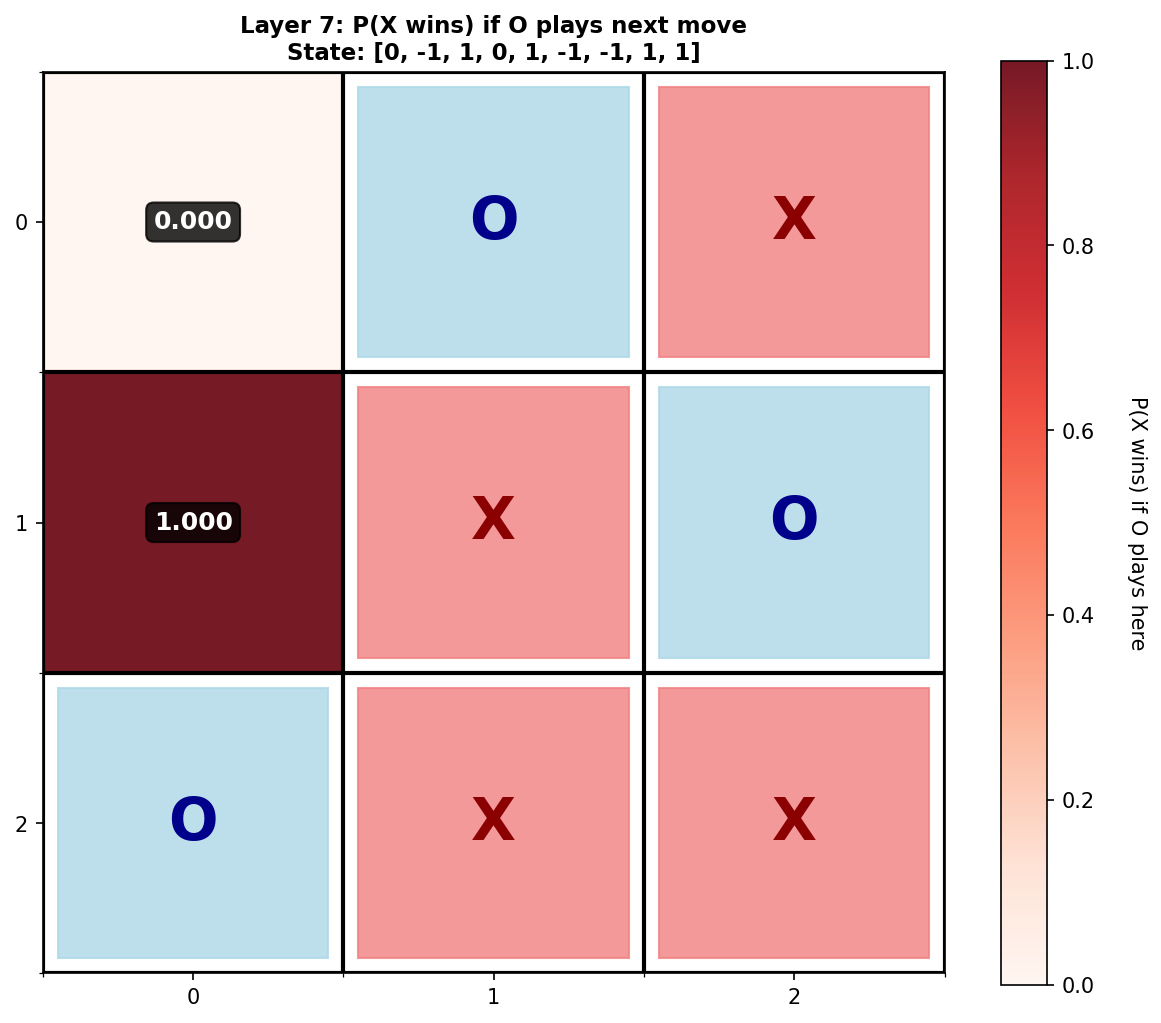 Layer 7: P(X wins) if O plays next move
State: [0, -1, 1, 0, 1, -1, -1, 1, 1]
0
0.000
O
X
1
1.000
X
O
2
O
X
X
0
1
2
1.0
0.8
0.6
0.4
0.2
0.0
P(X wins) if O plays here